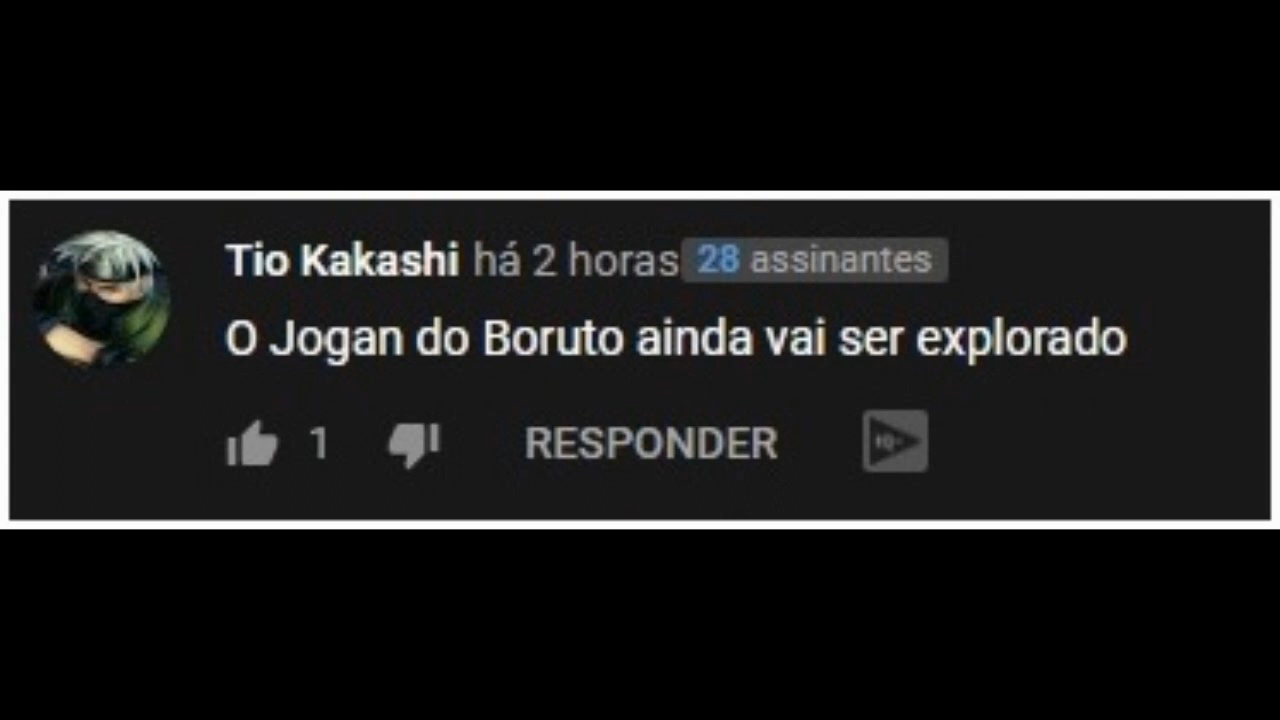 Tio Kakashi há 2 horas 28 assinantes
O Jogan do Boruto ainda vai ser explorado
1 RESPONDER